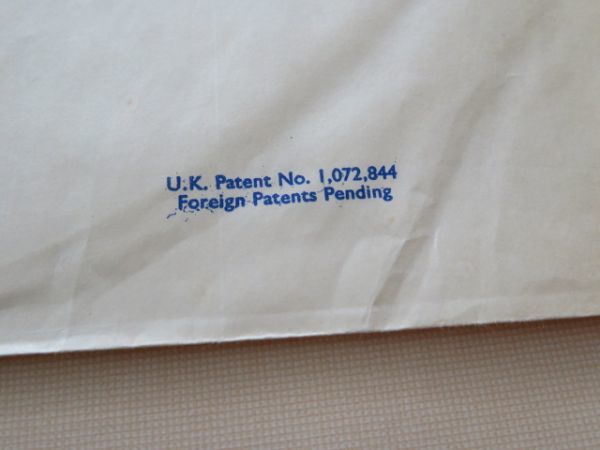 U.K. Patent No. 1,072,844
Foreign Patents Pending